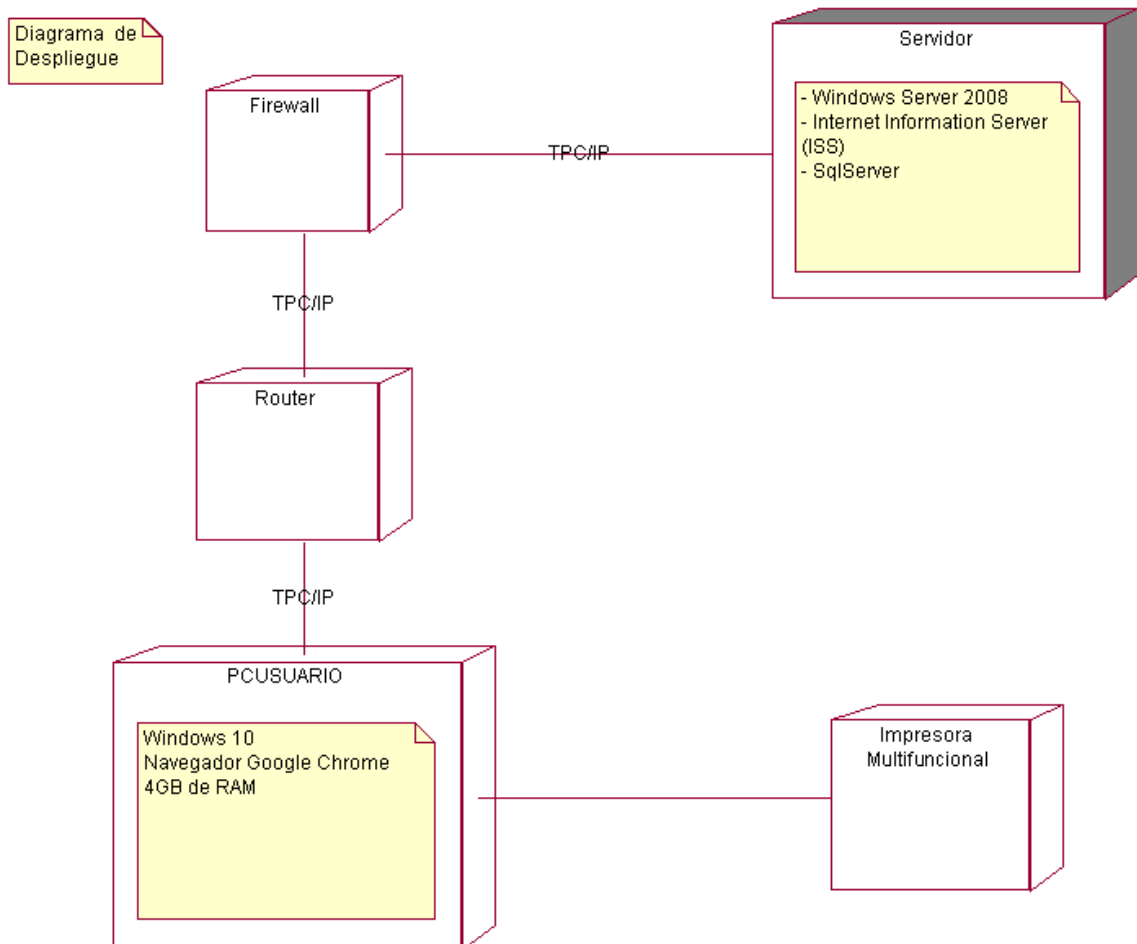 Diagrama de
Despliegue
Firewall
Servidor
- Windows Server 2008
- Internet Information Server
(ISS)
- SqlServer
TPC/IP
TPC/IP
Router
TPC/IP
PCUSUARIO
Windows 10
Navegador Google Chrome
4GB de RAM
Impresora
Multifuncional